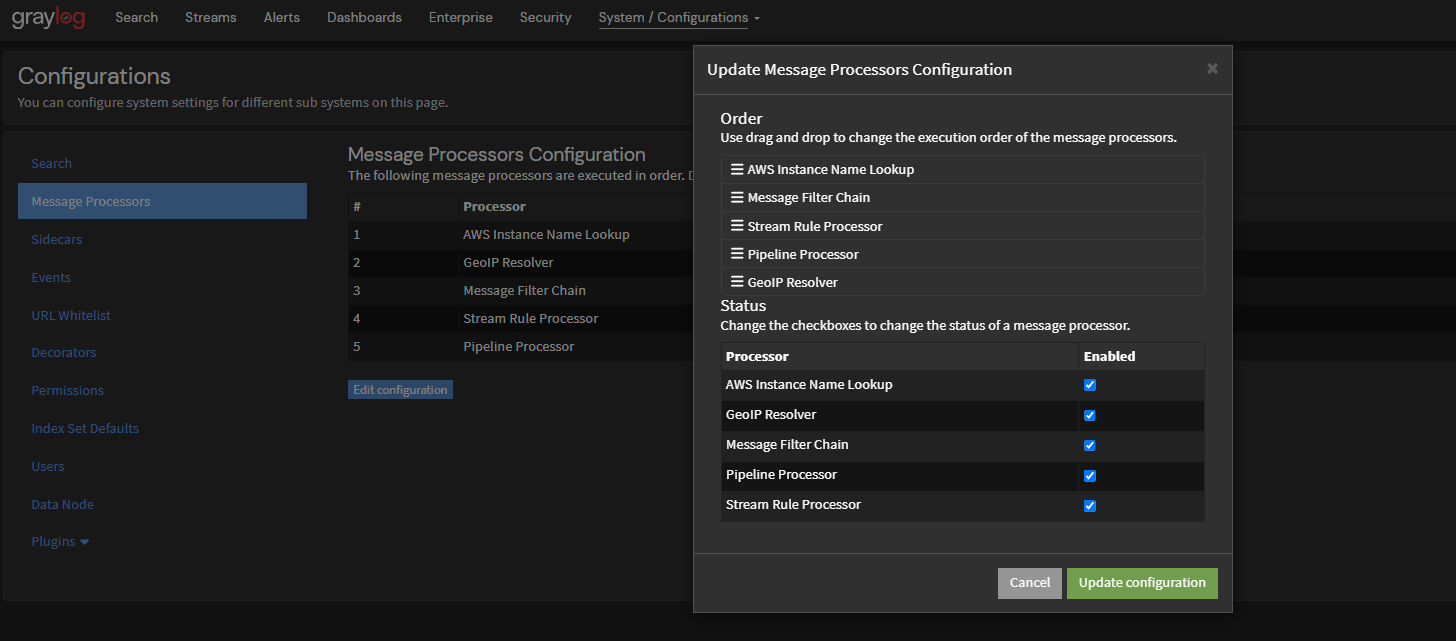 graylog Search Streams Alerts Dashboards Enterprise Security System / Configurations
Configurations
You can configure system settings for different sub systems on this page.
Search
Message Processors
Sidecars
Events
URL Whitelist
Decorators
Permissions
Index Set Defaults
Users
Data Node
Plugins
Message Processors Configuration
The following message processors are executed in order.
# Processor
1 AWS Instance Name Lookup
2 GeoIP Resolver
3 Message Filter Chain
4 Stream Rule Processor
5 Pipeline Processor
Edit configuration
Update Message Processors Configuration
Order
Use drag and drop to change the execution order of the message processors.
AWS Instance Name Lookup
Message Filter Chain
Stream Rule Processor
Pipeline Processor
GeoIP Resolver
Status
Change the checkboxes to change the status of a message processor.
Processor Enabled
AWS Instance Name Lookup
GeoIP Resolver
Message Filter Chain
Pipeline Processor
Stream Rule Processor
Cancel Update configuration